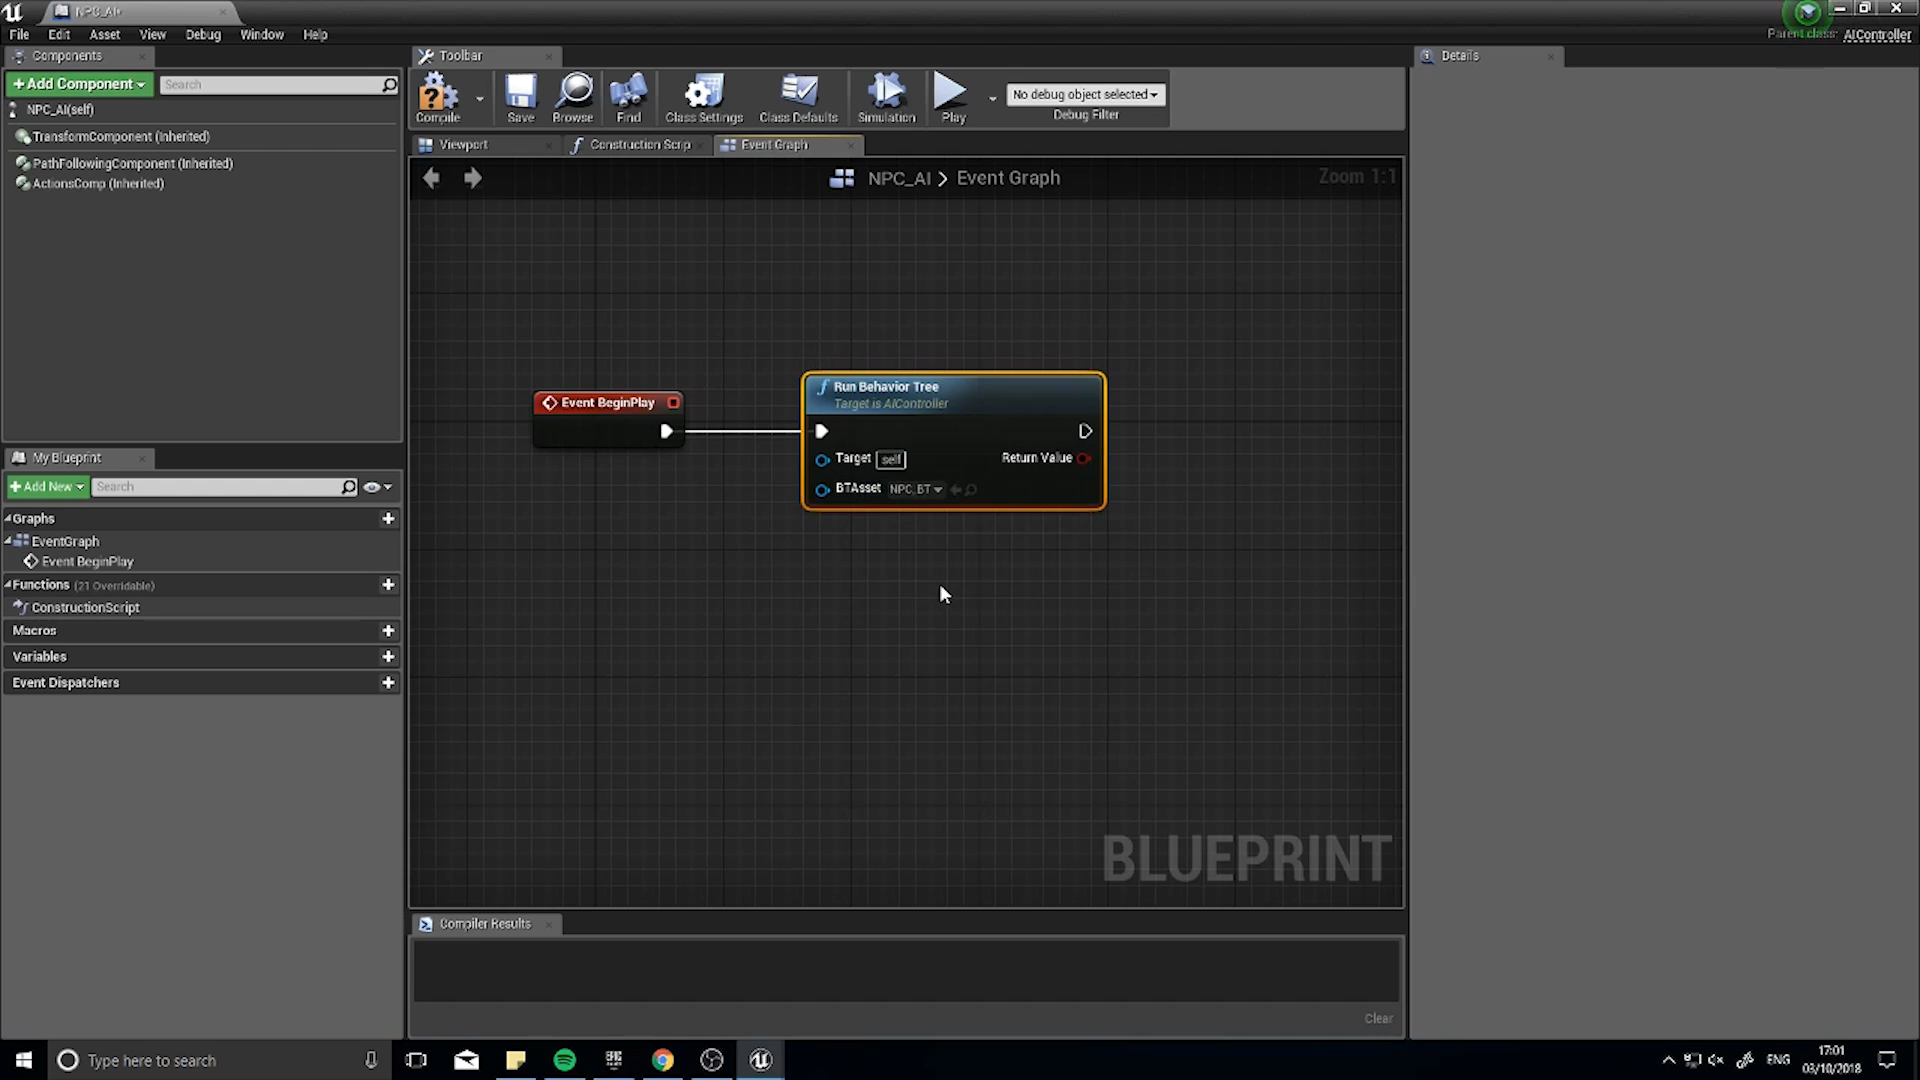 NPC_AI*
File Edit Asset View Debug Window Help
Parent class: AIController
Components
+Add Component
Search
NPC_AI(self)
TransformComponent (Inherited)
PathFollowingComponent (Inherited)
ActionsComp (Inherited)
My Blueprint
+Add New
Search
Graphs
EventGraph
Event BeginPlay
Functions (21 Overridable)
ConstructionScript
Macros
Variables
Event Dispatchers
Toolbar
Compile
Save
Browse
Find
Class Settings
Class Defaults
Simulation
Play
No debug object selected
Debug Filter
Viewport
Construction Scrip
Event Graph
NPC_AI > Event Graph
Zoom 1:1
Event BeginPlay
Run Behavior Tree
Target is AIController
Target self
Return Value
BTAsset NPC_BT
BLUEPRINT
Compiler Results
Clear
Details
Type here to search
ENG
17:01
03/10/2018